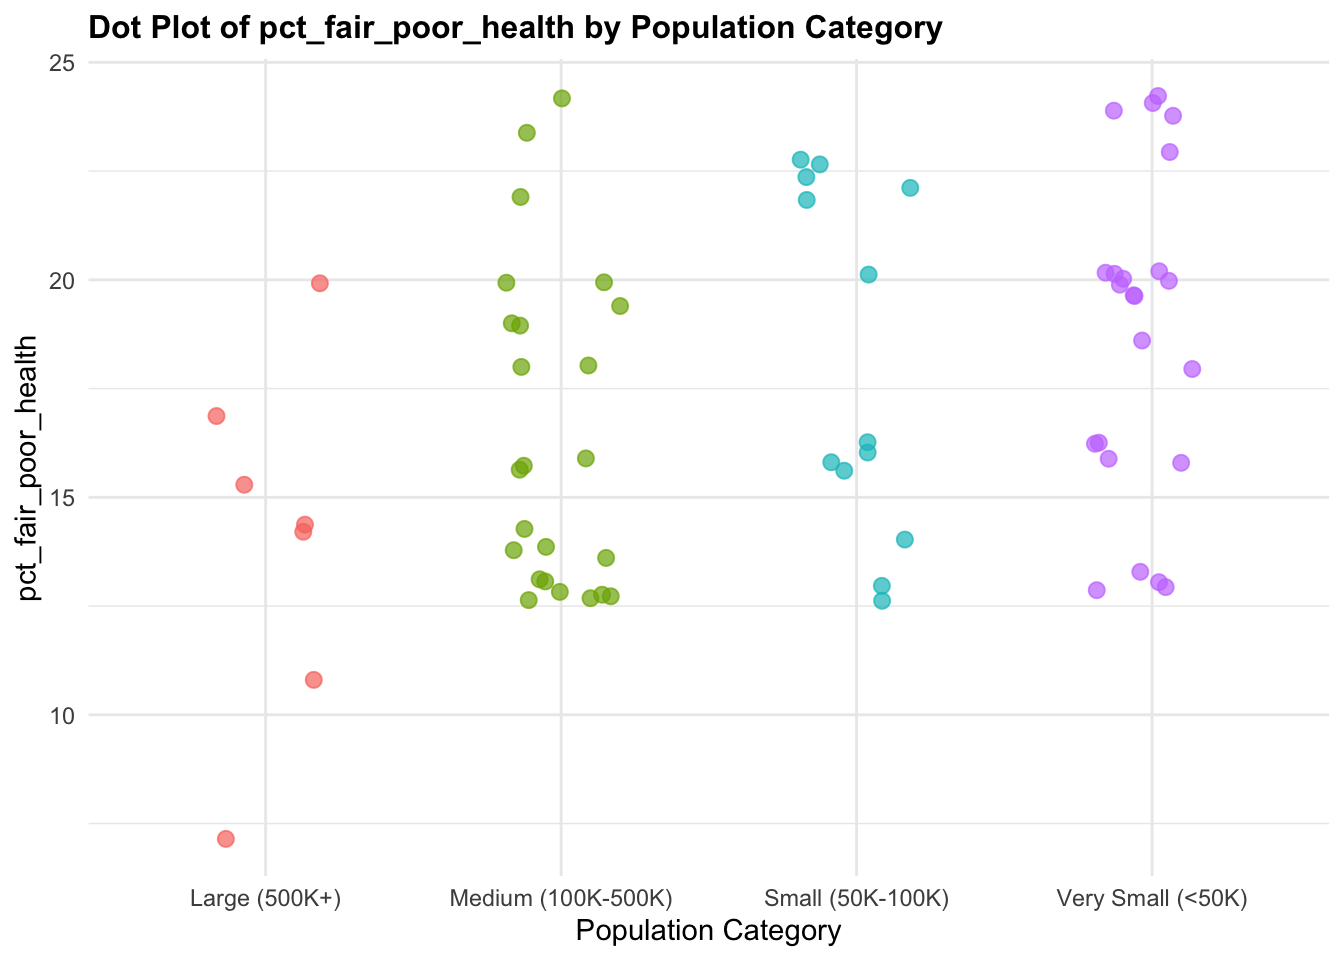 Dot Plot of pct_fair_poor_health by Population Category
25
20
15
10
pct_fair_poor_health
Large (500K+)
Medium (100K-500K)
Small (50K-100K)
Very Small (<50K)
Population Category